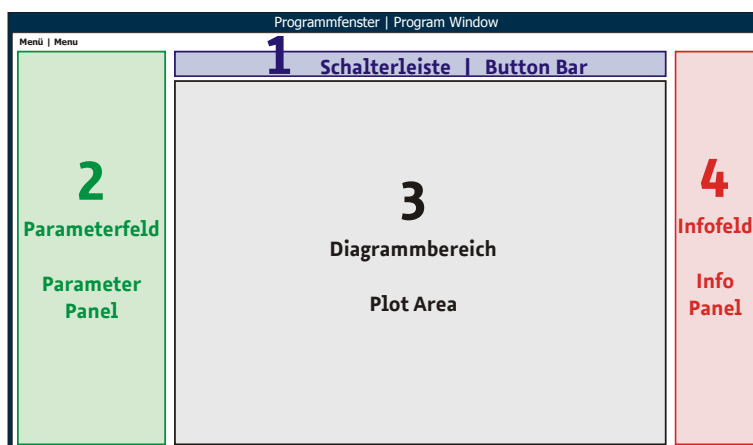 Programmfenster | Program Window
Menü | Menu
1 Schalterleiste | Button Bar
2
Parameterfeld
Parameter
Panel
3
Diagrammbereich
Plot Area
4
Infofeld
Info
Panel